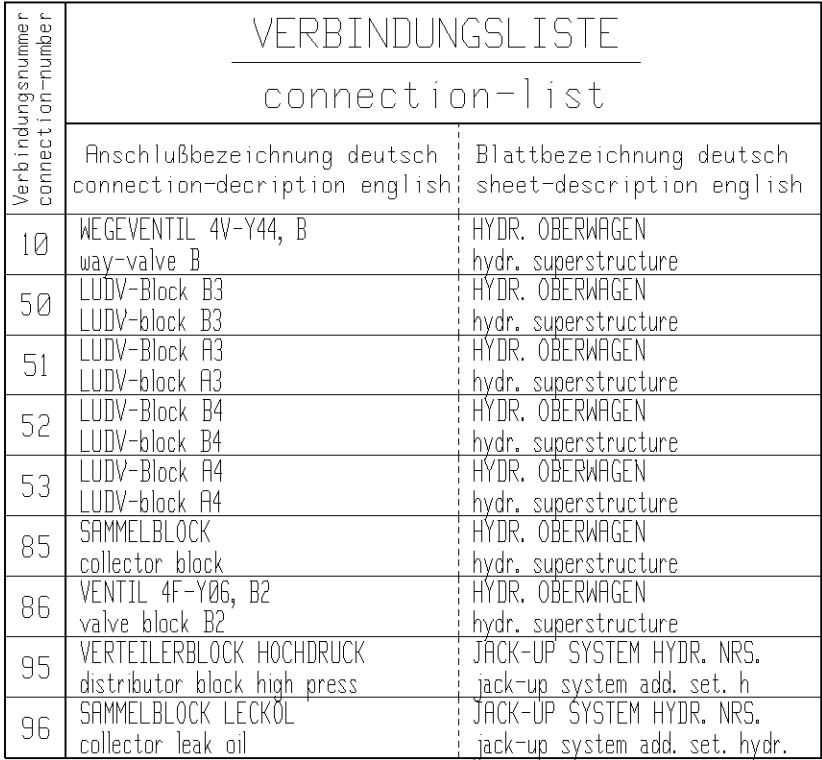 Verbindungsnummer
connection-number
VERBINDUNGSLISTE
connection-list
Anschlußbezeichnung deutsch
connection-decription english
Blattbezeichnung deutsch
sheet-description english
10
WEGEVENTIL 4V-Y44, B
way-valve B
HYDR. OBERWAGEN
hydr. superstructure
50
LUDV-Block B3
LUDV-block B3
HYDR. OBERWAGEN
hydr. superstructure
51
LUDV-Block A3
LUDV-block A3
HYDR. OBERWAGEN
hydr. superstructure
52
LUDV-Block B4
LUDV-block B4
HYDR. OBERWAGEN
hydr. superstructure
53
LUDV-Block A4
LUDV-block A4
HYDR. OBERWAGEN
hydr. superstructure
85
SAMMELBLOCK
collector block
HYDR. OBERWAGEN
hydr. superstructure
86
VENTIL 4F-Y06, B2
valve block B2
HYDR. OBERWAGEN
hydr. superstructure
95
VERTEILERBLOCK HOCHDRUCK
distributor block high press
JACK-UP SYSTEM HYDR. NRS.
jack-up system add. set. h
96
SAMMELBLOCK LECKÖL
collector leak oil
JACK-UP SYSTEM HYDR. NRS.
jack-up system add. set. hydr.